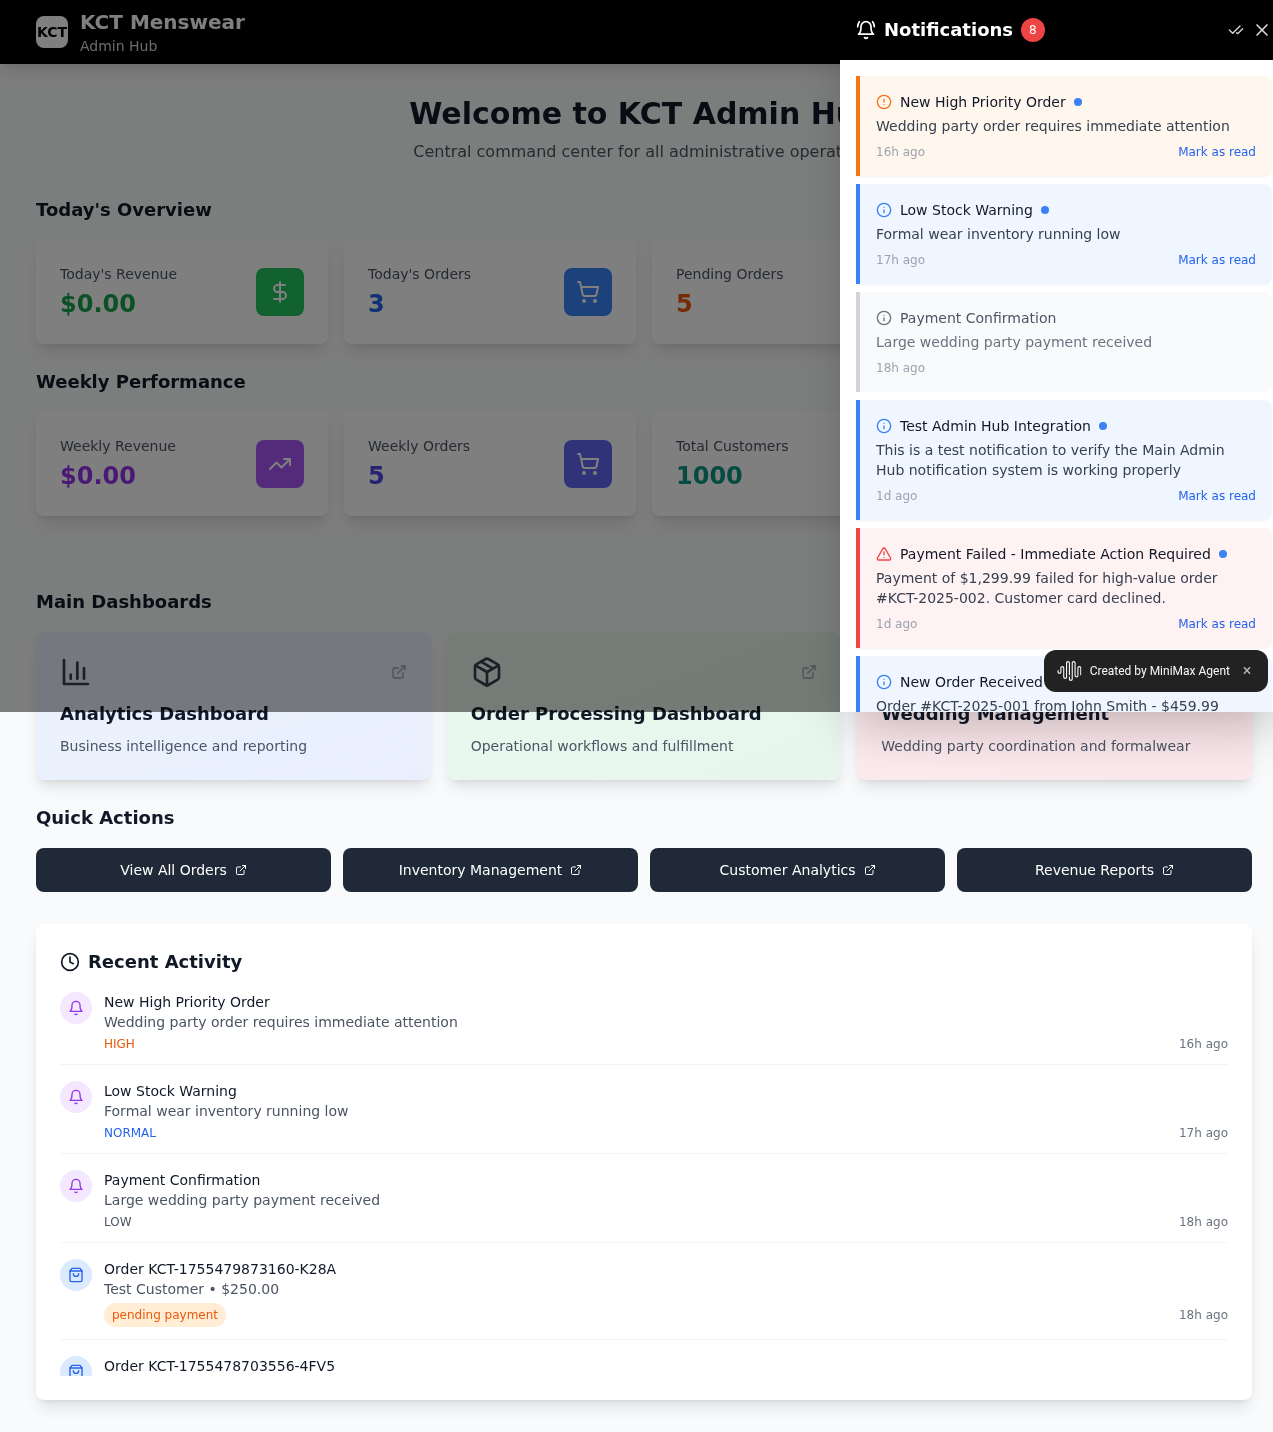 KCT
KCT Menswear
Admin Hub
Notifications
8
New High Priority Order
Wedding party order requires immediate attention
16h ago
Mark as read
Low Stock Warning
Formal wear inventory running low
17h ago
Mark as read
Payment Confirmation
Large wedding party payment received
18h ago
Test Admin Hub Integration
This is a test notification to verify the Main Admin
Hub notification system is working properly
1d ago
Mark as read
Payment Failed - Immediate Action Required
Payment of $1,299.99 failed for high-value order
#KCT-2025-002. Customer card declined.
1d ago
Mark as read
New Order Received
Order #KCT-2025-001 from John Smith - $459.99
Created by MiniMax Agent
Welcome to KCT Admin
Central command center for all administrative
Today's Overview
Today's Revenue
$0.00
Today's Orders
3
Pending Orders
5
Weekly Performance
Weekly Revenue
$0.00
Weekly Orders
5
Total Customers
1000
Main Dashboards
Analytics Dashboard
Business intelligence and reporting
Order Processing Dashboard
Operational workflows and fulfillment
Wedding Management
Wedding party coordination and formalwear
Quick Actions
View All Orders
Inventory Management
Customer Analytics
Revenue Reports
Recent Activity
New High Priority Order
Wedding party order requires immediate attention
HIGH
16h ago
Low Stock Warning
Formal wear inventory running low
NORMAL
17h ago
Payment Confirmation
Large wedding party payment received
LOW
18h ago
Order KCT-1755479873160-K28A
Test Customer • $250.00
pending payment
18h ago
Order KCT-1755478703556-4FV5